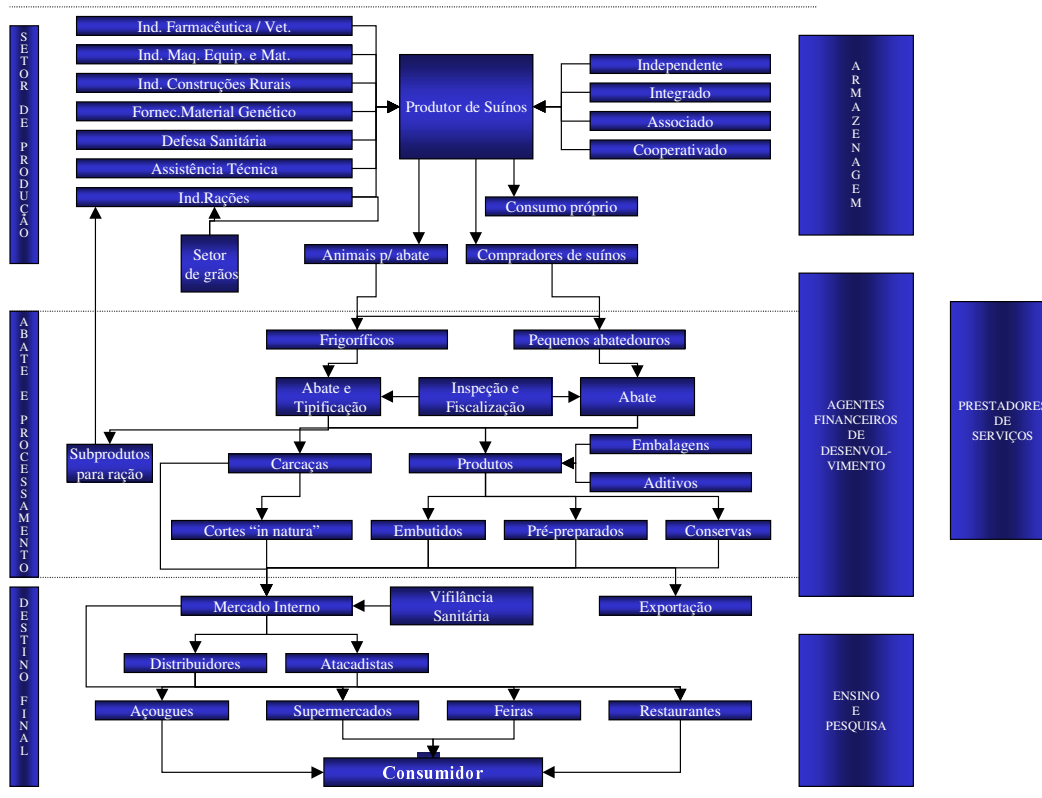 SETOR DE PRODUÇÃO
Ind. Farmacêutica / Vet.
Ind. Maq. Equip. e Mat.
Ind. Construções Rurais
Fornec.Material Genético
Defesa Sanitária
Assistência Técnica
Ind.Rações
Setor
de grãos
Produtor de Suínos
Independente
Integrado
Associado
Cooperativado
Consumo próprio
Animais p/ abate
Compradores de suínos
ARMAZENAGEM
ABATE E PROCESSAMENTO
Frigoríficos
Pequenos abatedouros
Abate e
Tipificação
Inspeção e
Fiscalização
Abate
Subprodutos
para ração
Carcaças
Produtos
Embalagens
Aditivos
Cortes “in natura”
Embutidos
Pré-preparados
Conservas
AGENTES
FINANCEIROS
DE
DESENVOL-
VIMENTO
PRESTADORES
DE
SERVIÇOS
DESTINO FINAL
Mercado Interno
Vifilância
Sanitária
Exportação
Distribuidores
Atacadistas
Açougues
Supermercados
Feiras
Restaurantes
Consumidor
ENSINO
E
PESQUISA